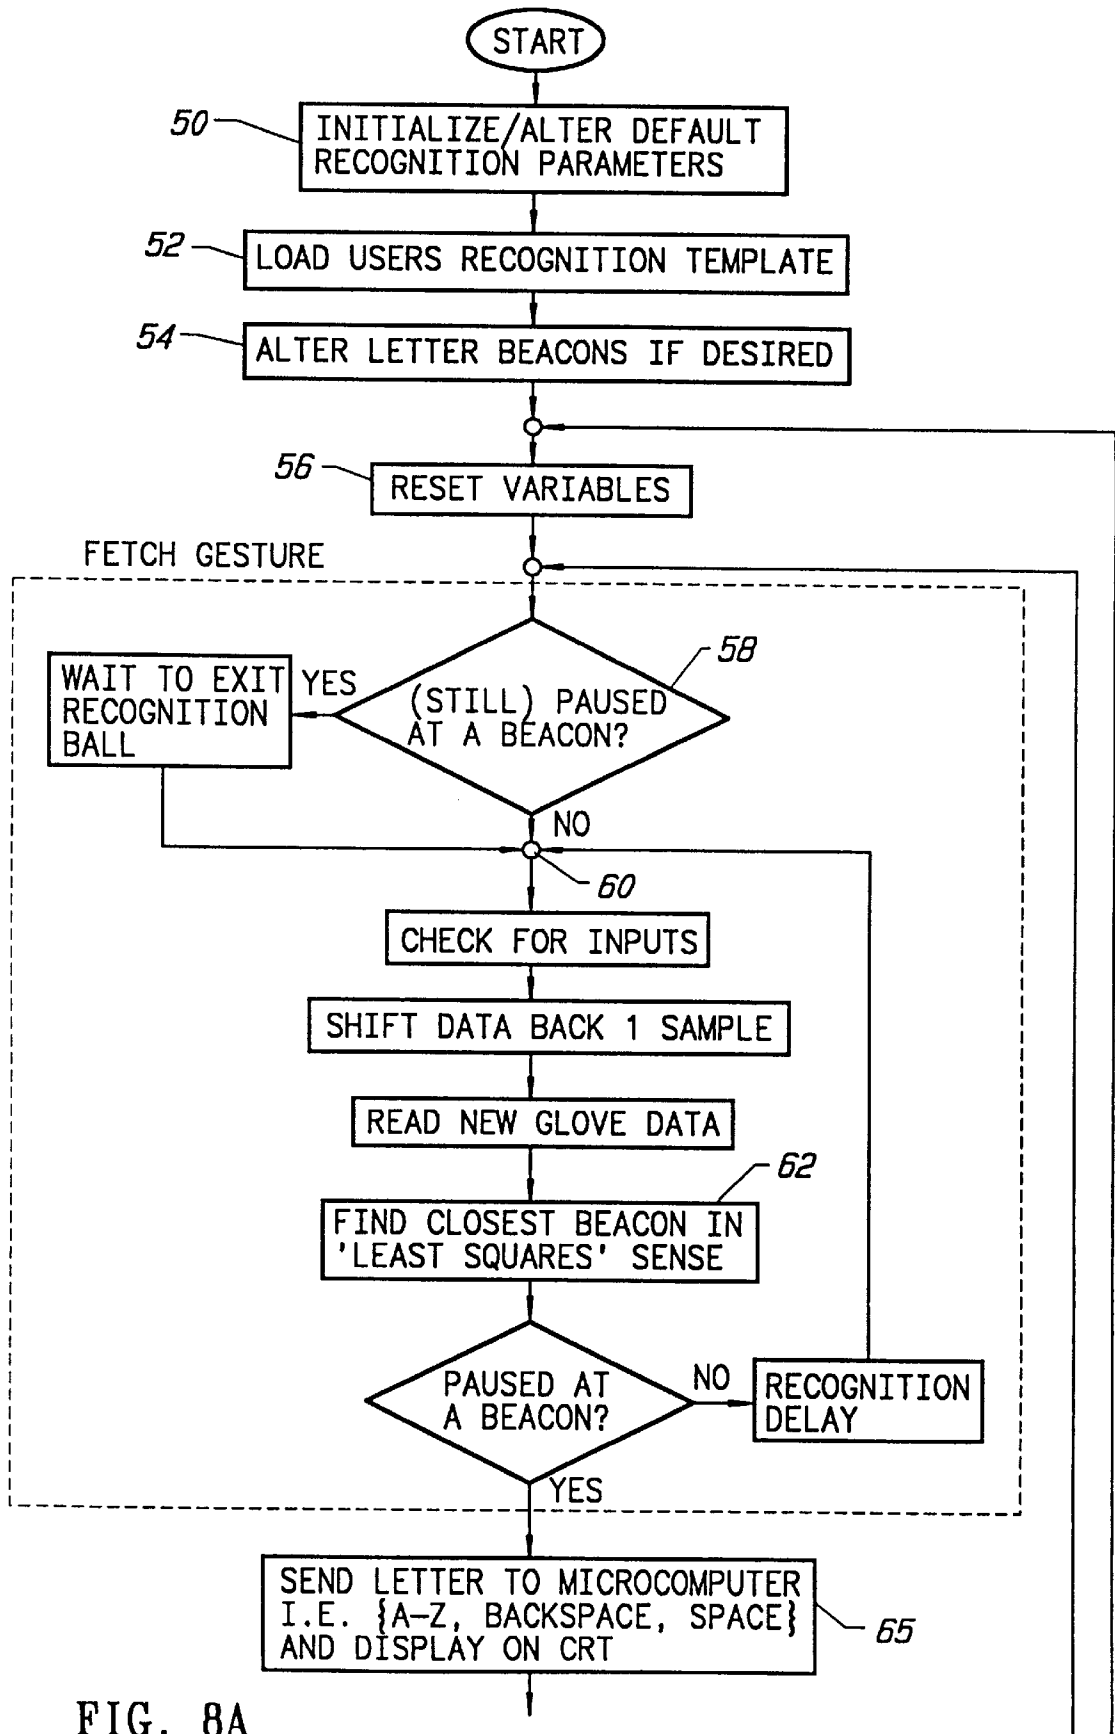 START
50
INITIALIZE/ALTER DEFAULT
RECOGNITION PARAMETERS
52
LOAD USERS RECOGNITION TEMPLATE
54
ALTER LETTER BEACONS IF DESIRED
56
RESET VARIABLES
FETCH GESTURE
58
(STILL) PAUSED
AT A BEACON?
YES
WAIT TO EXIT
RECOGNITION
BALL
NO
60
CHECK FOR INPUTS
SHIFT DATA BACK 1 SAMPLE
READ NEW GLOVE DATA
62
FIND CLOSEST BEACON IN
'LEAST SQUARES' SENSE
PAUSED AT
A BEACON?
NO
RECOGNITION
DELAY
YES
SEND LETTER TO MICROCOMPUTER
I.E. {A-Z, BACKSPACE, SPACE}
AND DISPLAY ON CRT
65
FIG. 8A